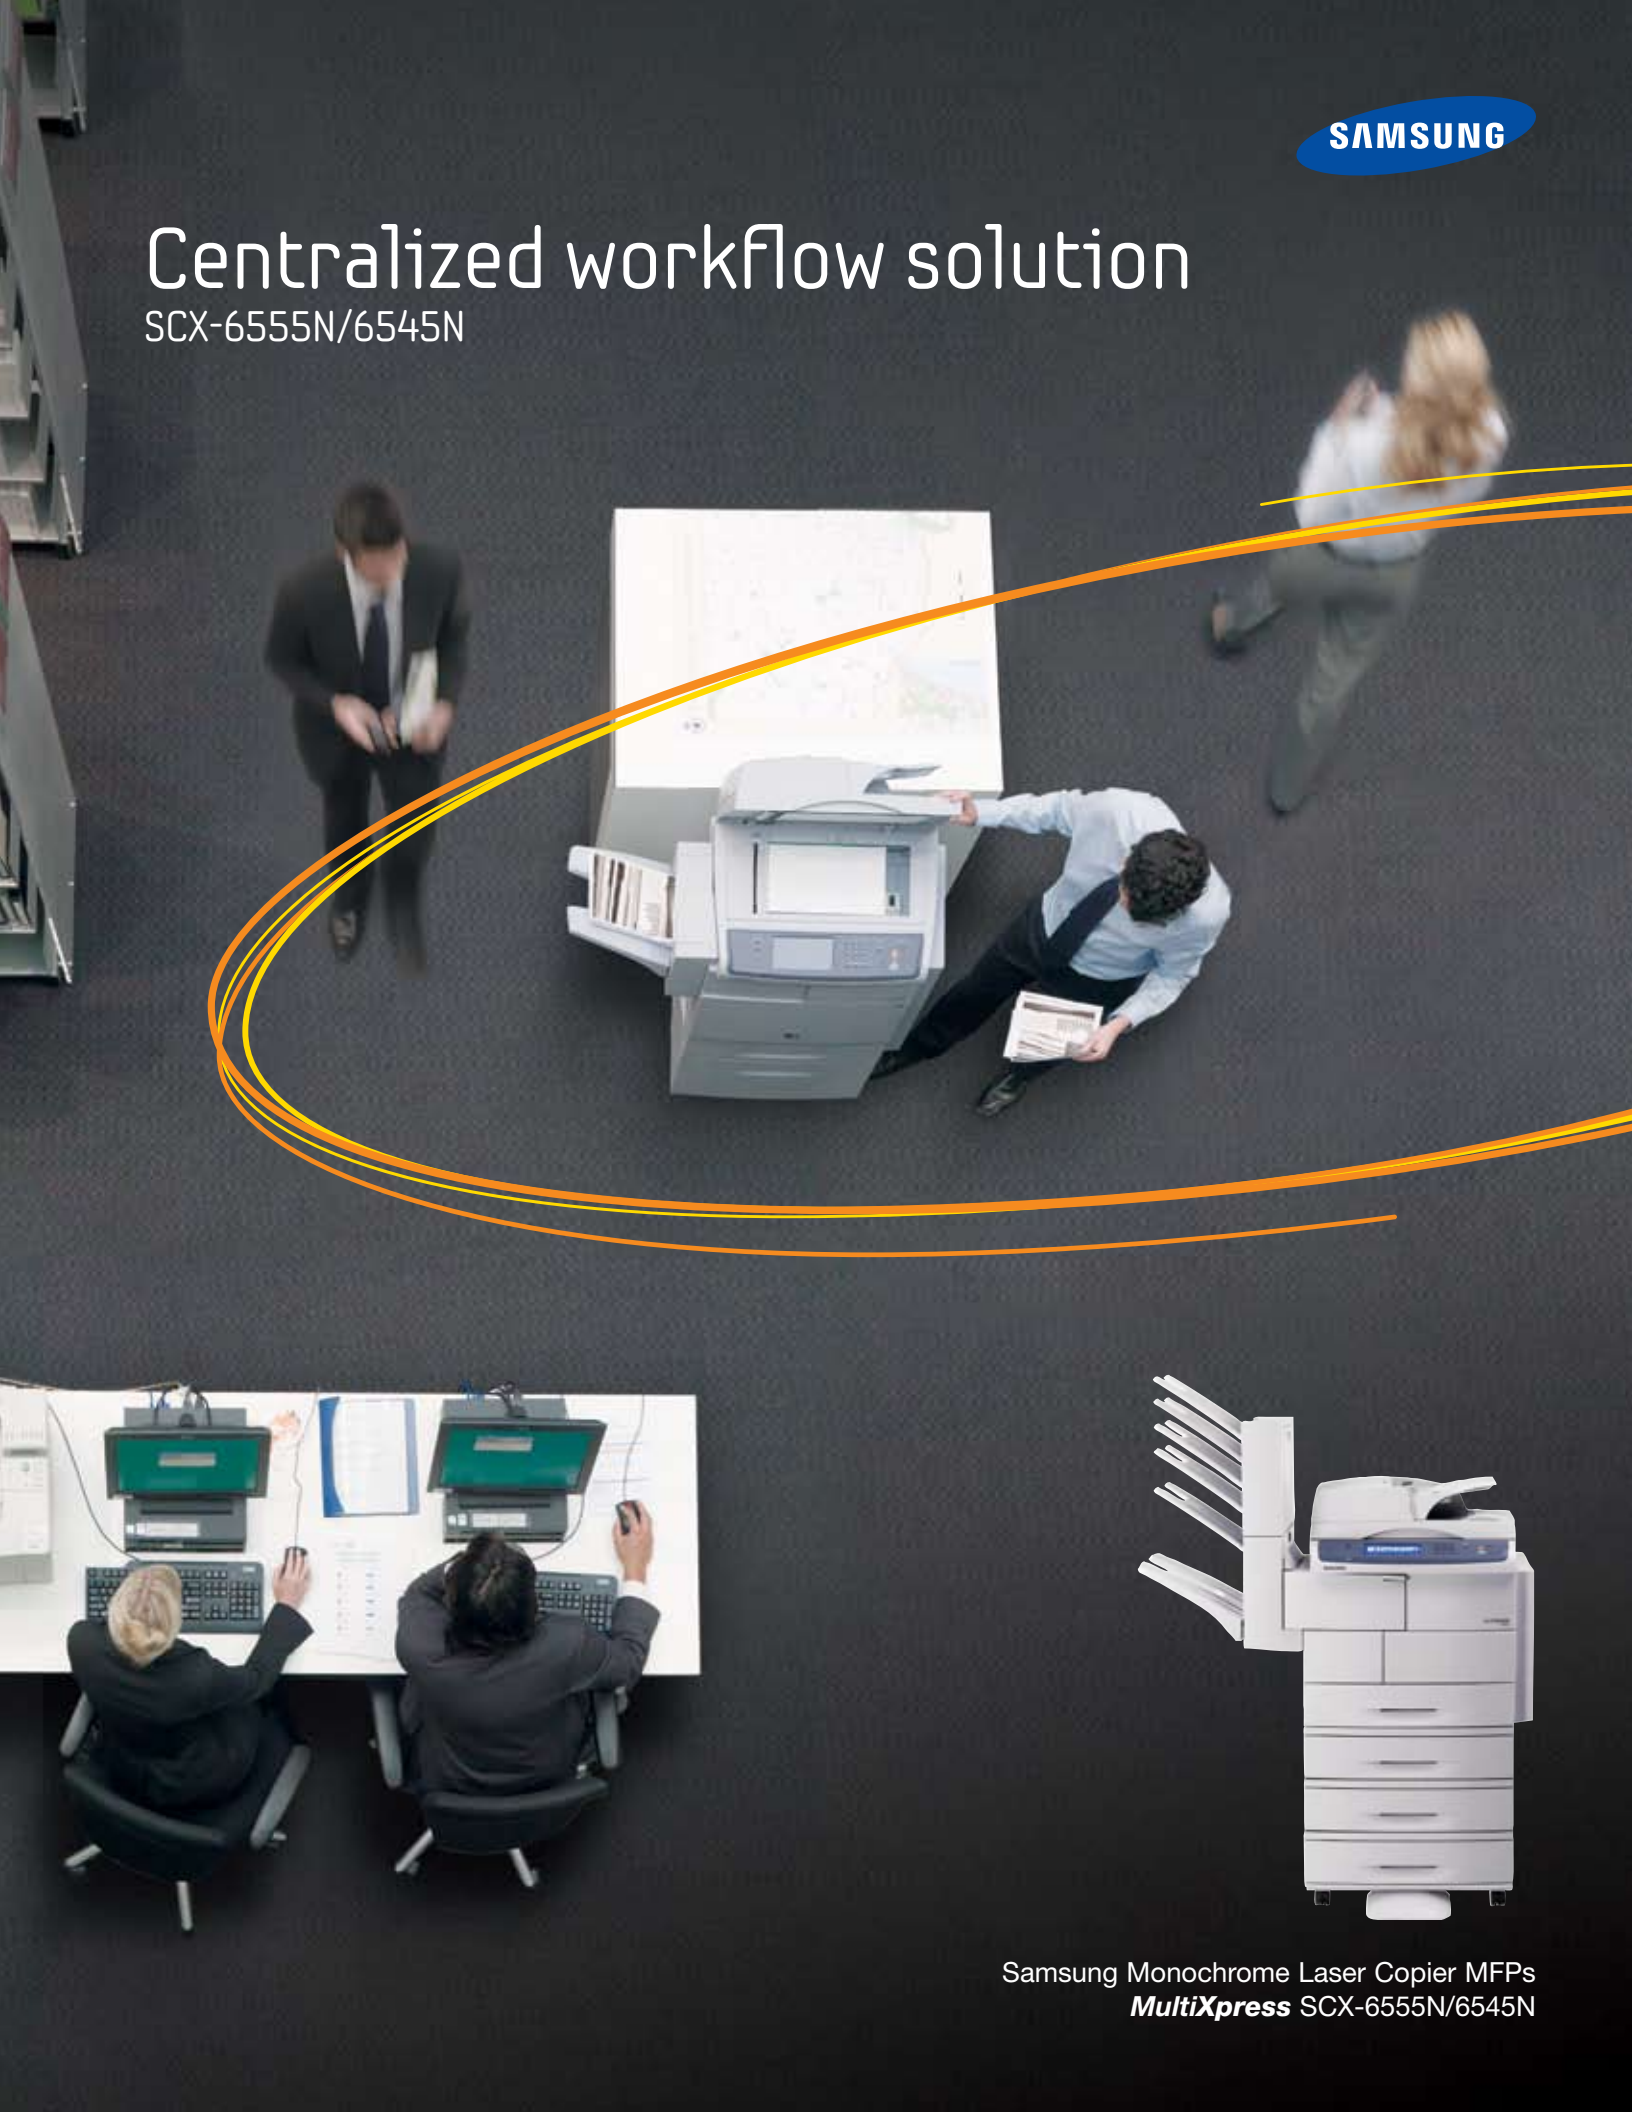 SAMSUNG
Centralized workflow solution
SCX-6555N/6545N
Samsung Monochrome Laser Copier MFPs
MultiXpress SCX-6555N/6545N